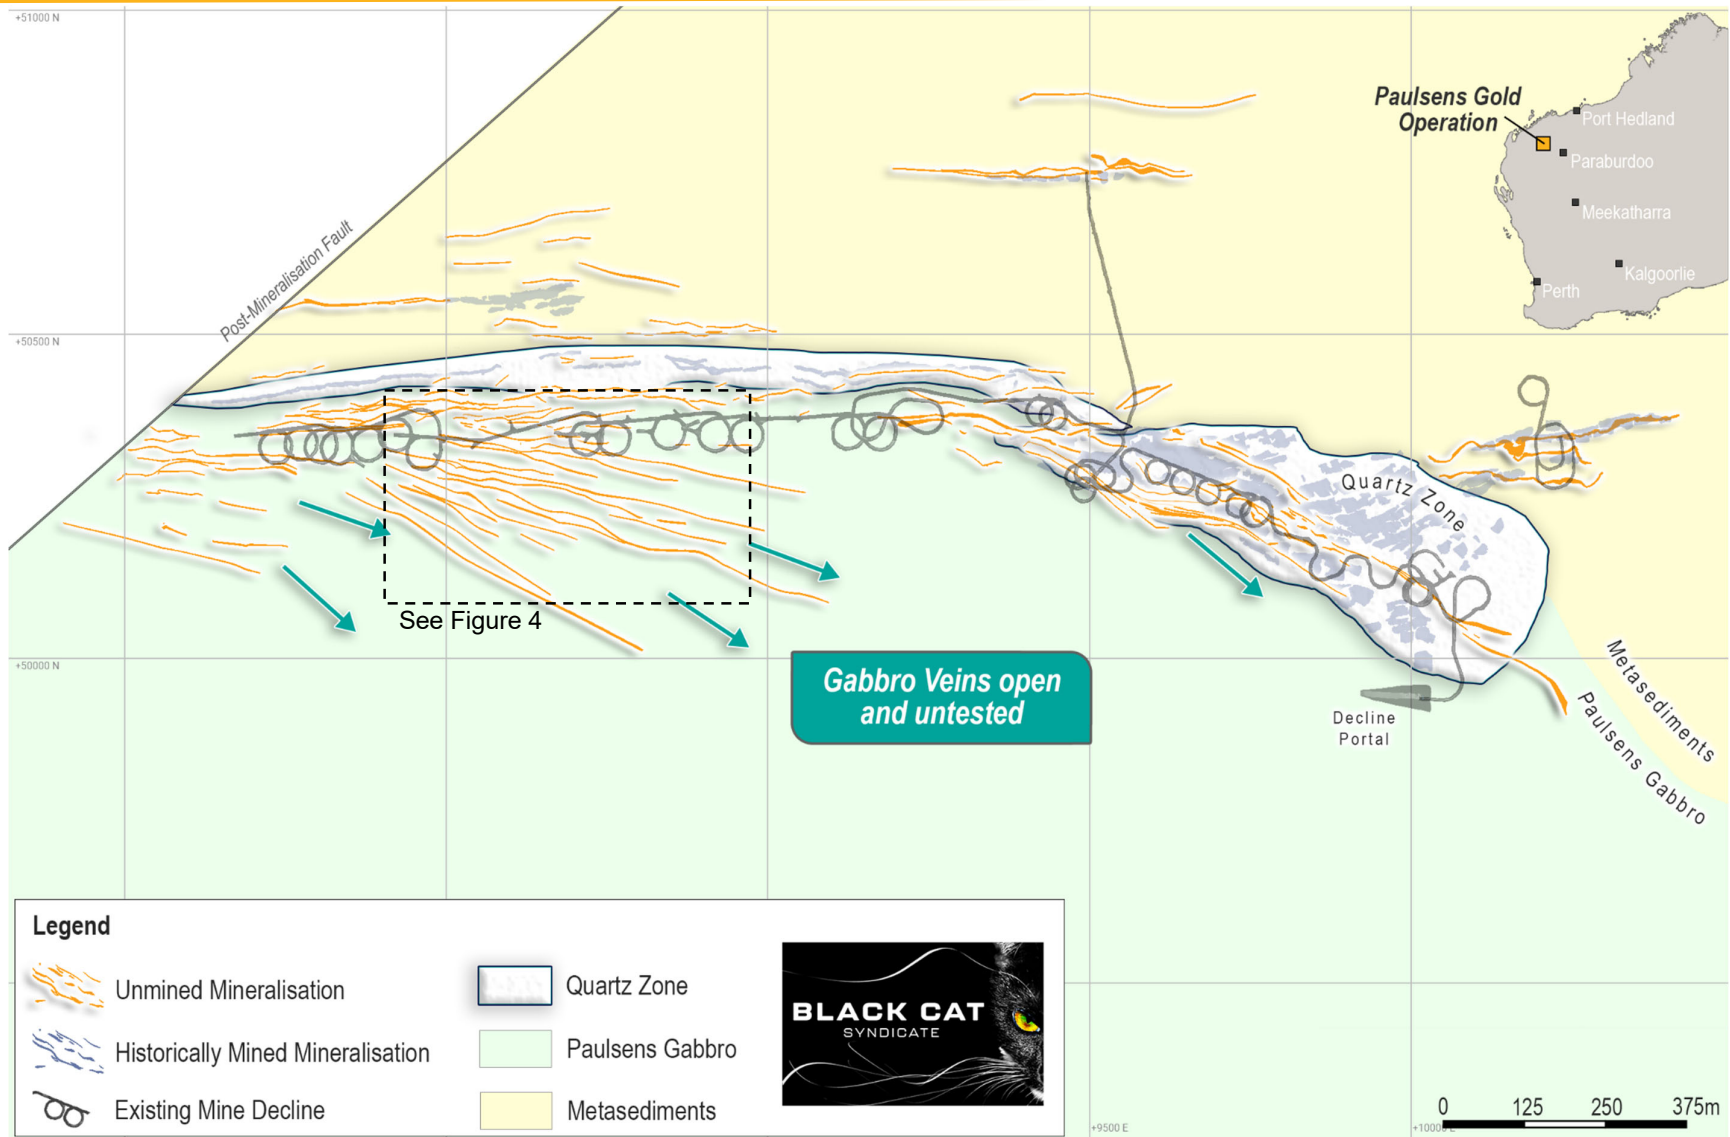 +51000 N
Paulsens Gold
Operation
Port Hedland
Paraburdoo
Meekatharra
Kalgoorlie
Perth
Post-Mineralisation Fault
+50500 N
Quartz Zone
See Figure 4
+50000 N
Gabbro Veins open
and untested
Metasediments
Paulsens Gabbro
Decline
Portal
Legend
Unmined Mineralisation
Historically Mined Mineralisation
Existing Mine Decline
Quartz Zone
Paulsens Gabbro
Metasediments
BLACK CAT
SYNDICATE
+9500 E
+10000 E
0 125 250 375m